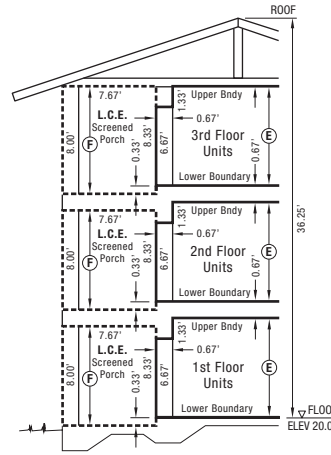 ROOF
7.67'
1.33'
Upper Bndy
L.C.E.
Screened
Porch
8.33'
0.67'
8.00'
F
3rd Floor
Units
E
0.33'
6.67'
0.67'
Lower Boundary
36.25'
7.67'
1.33'
Upper Bndy
L.C.E.
Screened
Porch
8.33'
0.67'
8.00'
F
2nd Floor
Units
E
0.33'
6.67'
0.67'
Lower Boundary
7.67'
1.33'
Upper Bndy
L.C.E.
Screened
Porch
8.33'
0.67'
8.00'
F
1st Floor
Units
E
0.33'
6.67'
Lower Boundary
FLOO
ELEV 20.0